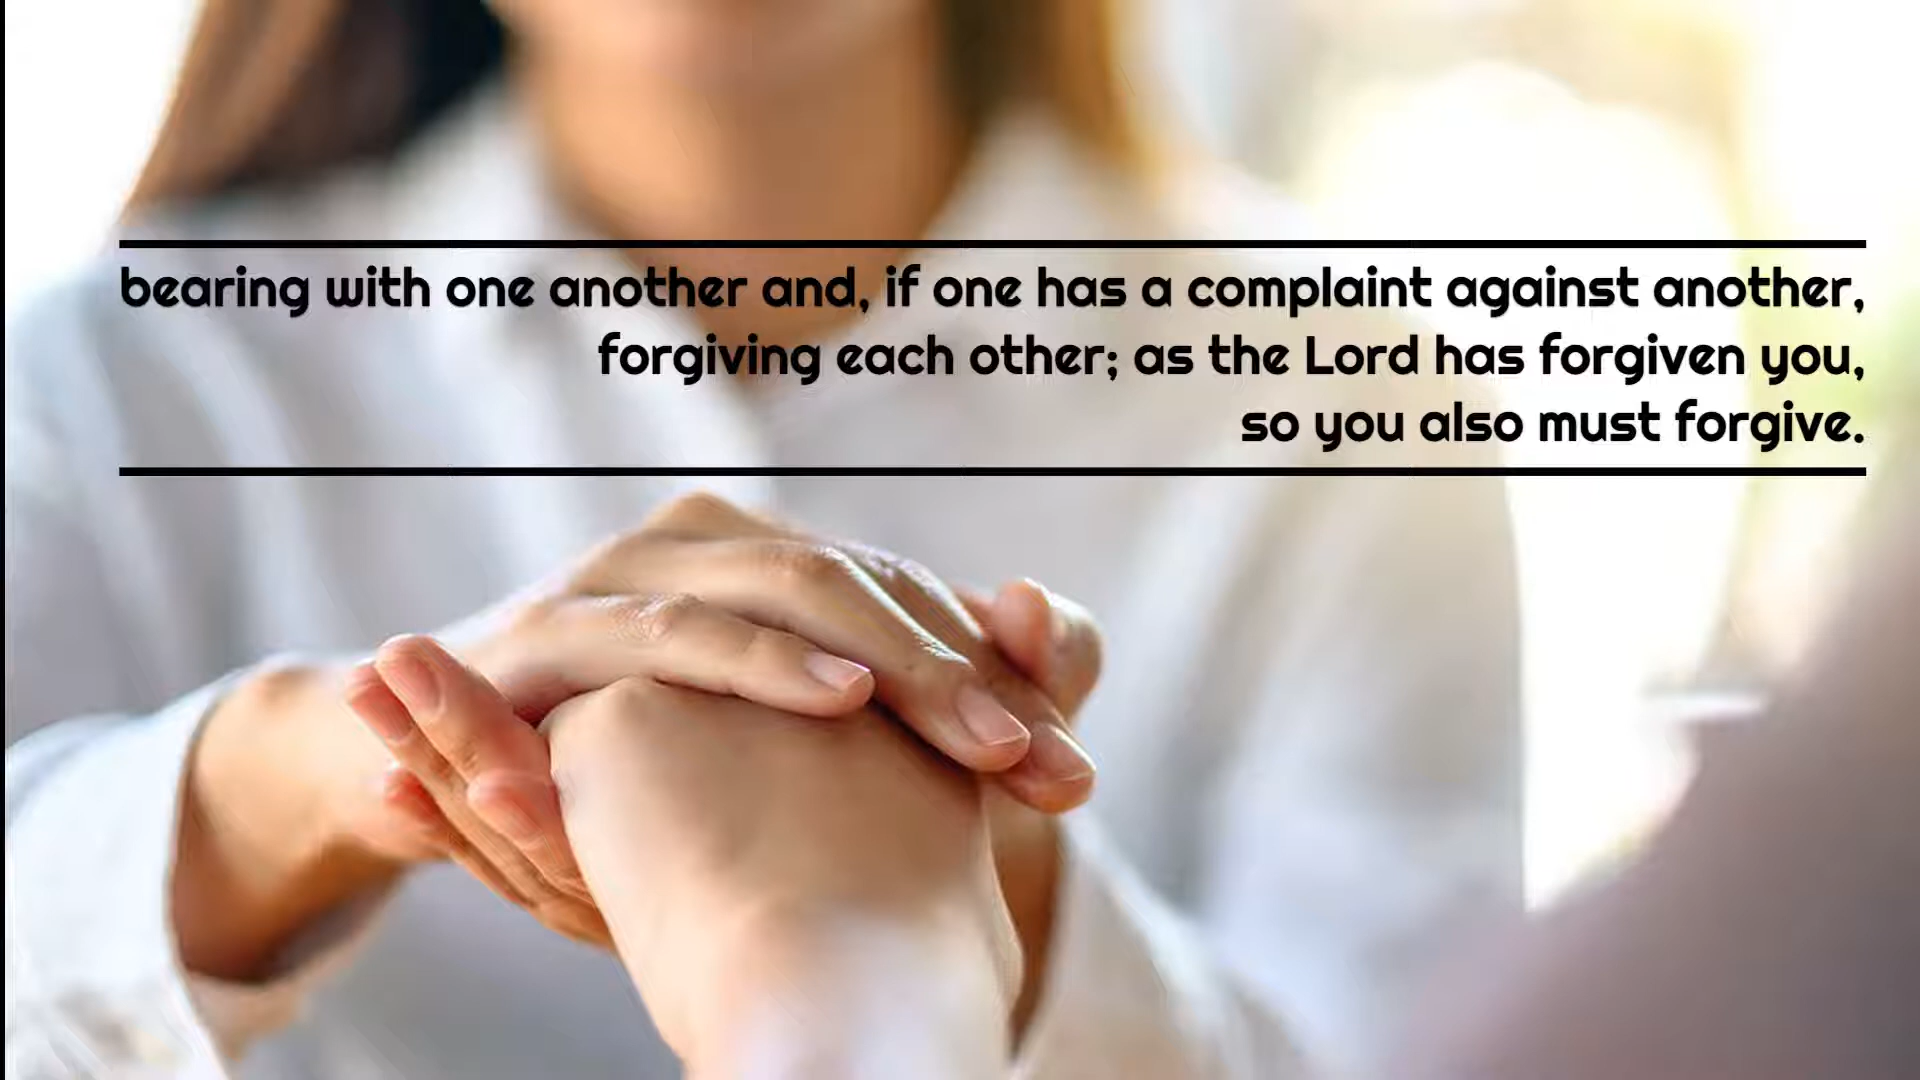 bearing with one another and, if one has a complaint against another,
forgiving each other; as the Lord has forgiven you,
so you also must forgive.